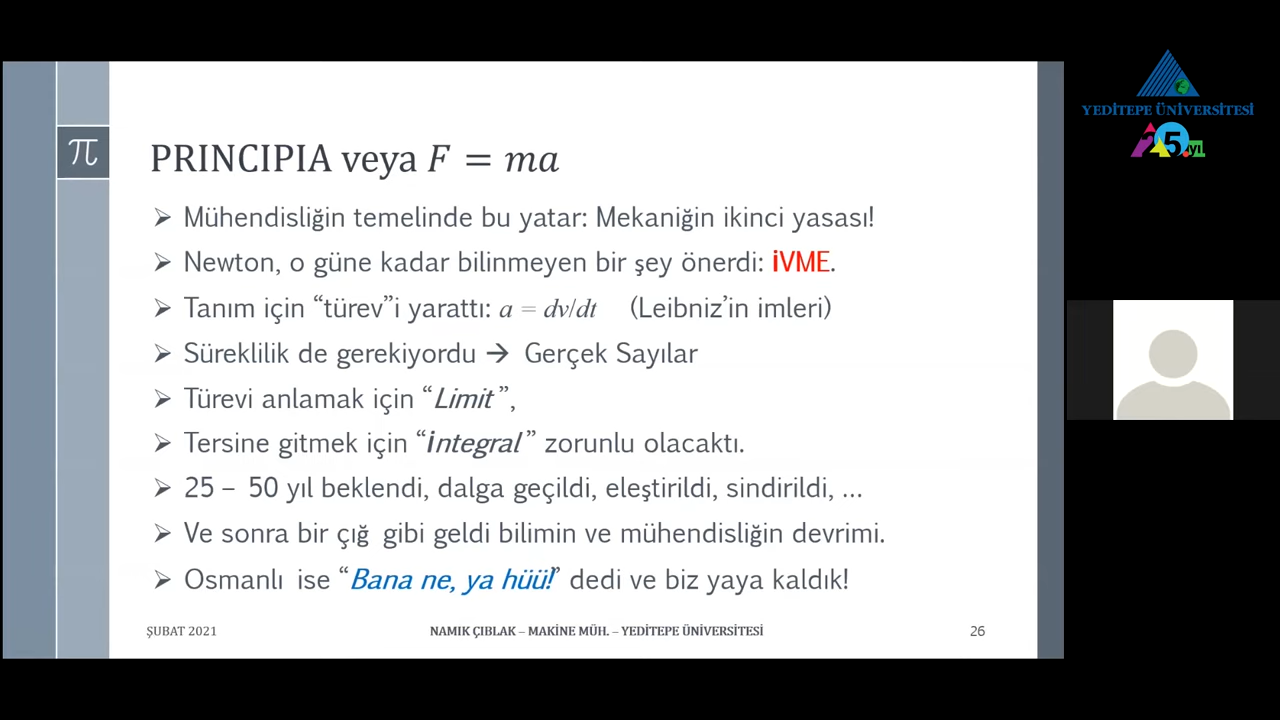 π
PRINCIPIA veya F = ma
➢ Mühendisliğin temelinde bu yatar: Mekaniğin ikinci yasası!
➢ Newton, o güne kadar bilinmeyen bir şey önerdi: İVME.
➢ Tanım için “türev”i yarattı: a = dv/dt (Leibniz’in imleri)
➢ Süreklilik de gerekiyordu → Gerçek Sayılar
➢ Türevi anlamak için “Limit ”,
➢ Tersine gitmek için “İntegral ” zorunlu olacaktı.
➢ 25 – 50 yıl beklendi, dalga geçildi, eleştirildi, sindirildi, ...
➢ Ve sonra bir çığ gibi geldi bilimin ve mühendisliğin devrimi.
➢ Osmanlı ise “Bana ne, ya hüü!” dedi ve biz yaya kaldık!
ŞUBAT 2021
NAMIK ÇIBLAK – MAKİNE MÜH. – YEDİTEPE ÜNİVERSİTESİ
26
YEDİTEPE ÜNİVERSİTESİ
25.yıl